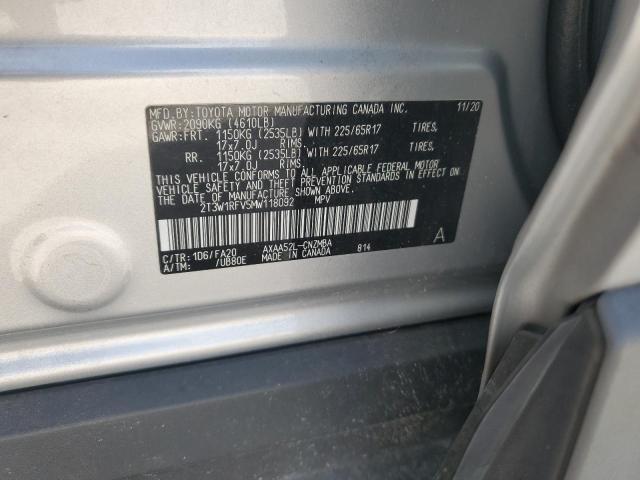 MFD.BY:TOYOTA MOTOR MANUFACTURING CANADA INC. 11/20
GVWR:2090KG (4610LB)
GAWR:FRT. 1150KG (2535LB) WITH 225/65R17 TIRES,
17x7.0J RIMS.
RR. 1150KG (2535LB) WITH 225/65R17 TIRES,
17x7.0J RIMS.
THIS VEHICLE CONFORMS TO ALL APPLICABLE FEDERAL MOTOR
VEHICLE SAFETY AND THEFT PREVENTION STANDARDS IN EFFECT ON
THE DATE OF MANUFACTURE SHOWN ABOVE.
2T3W1RFV5MW118092 MPV
A
C/TR:1D6/FA20 AXAA52L-CNZMBA 814
A/TM: /UB80E MADE IN CANADA